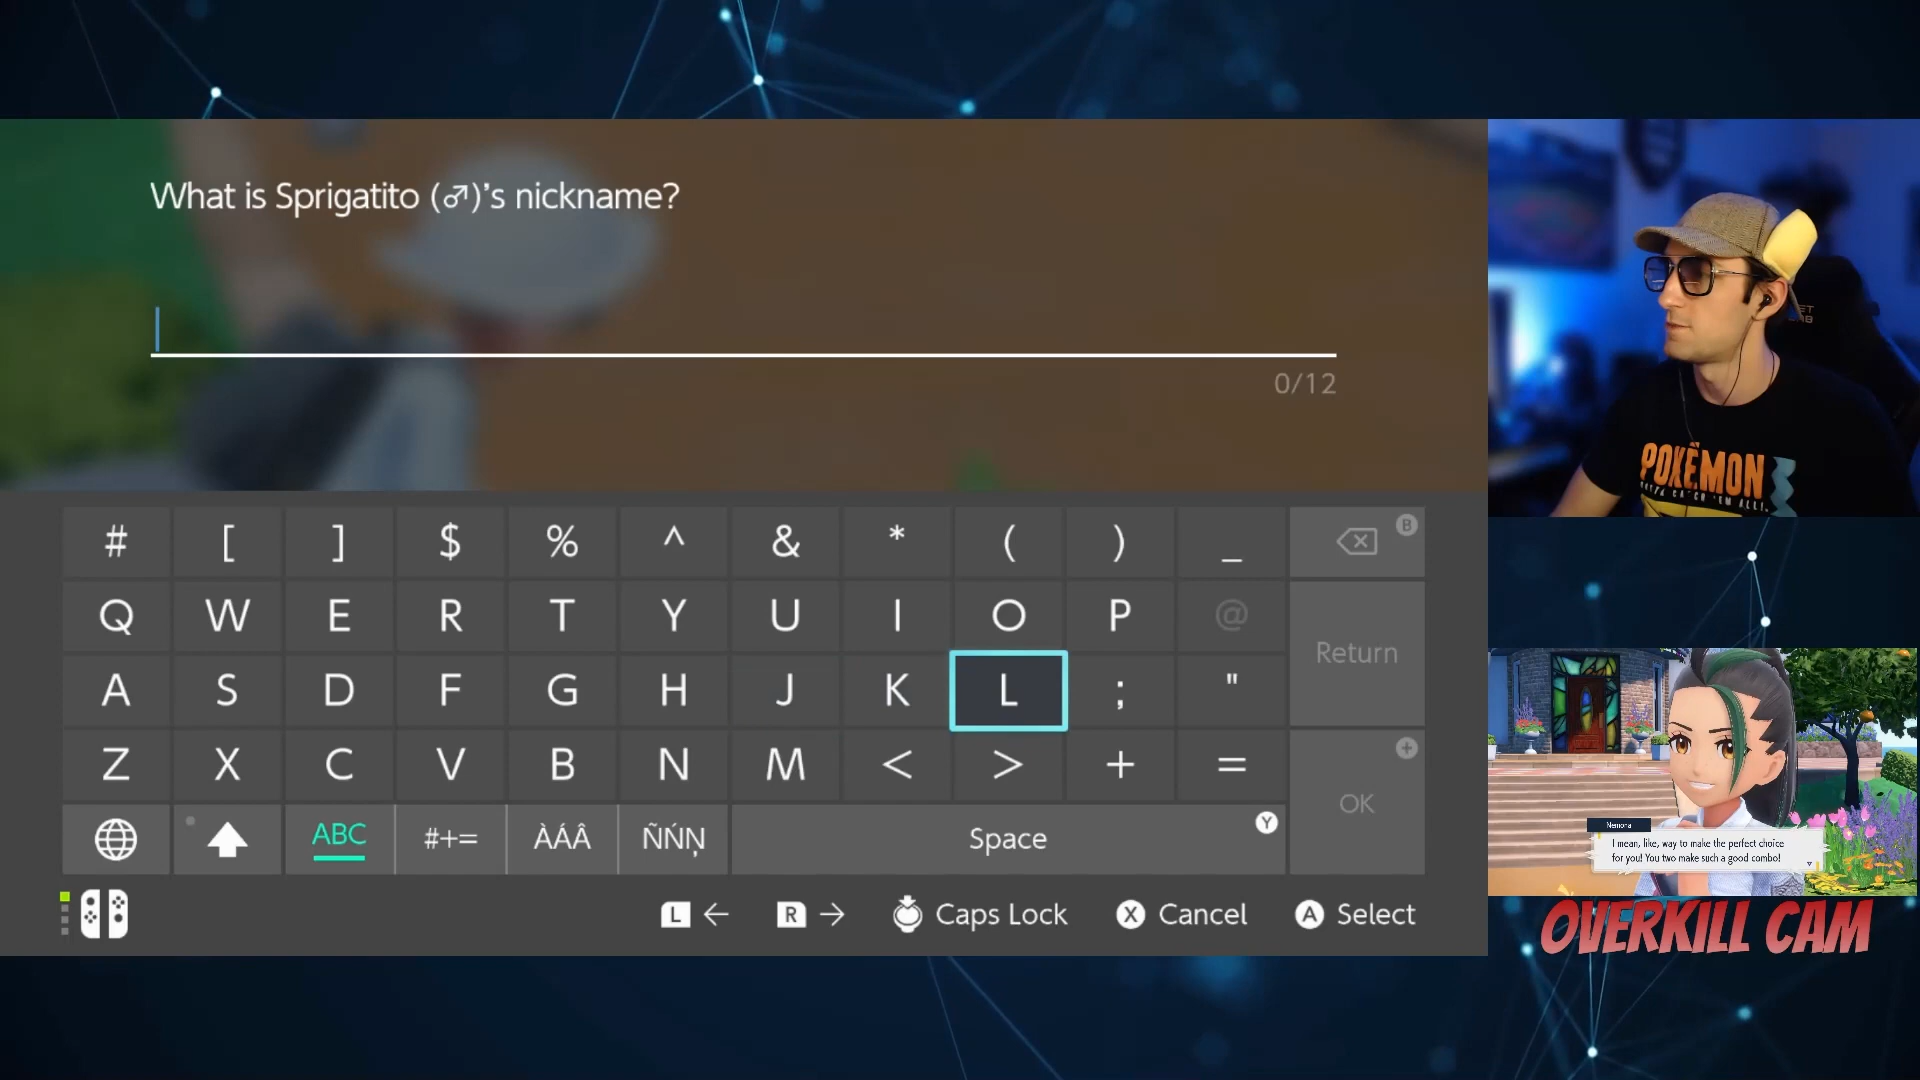 What is Sprigatito (♂)'s nickname?
0/12
# [ ] $ % ^ & * ( ) _ B
Q W E R T Y U I O P @
A S D F G H J K L ; " Return
Z X C V B N M < > + =
ABC #+= ÀÁÂ ÑŃŅ Space Y OK
L ← R → Caps Lock X Cancel A Select
POKÉMON
Nemona
I mean, like, way to make the perfect choice
for you! You two make such a good combo!
OVERKILL CAM